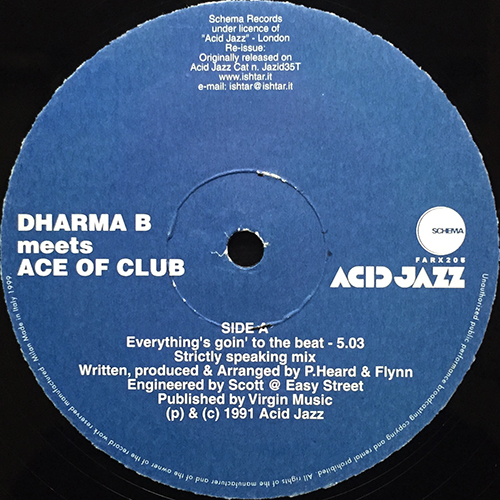 Schema Records
under licence of
"Acid Jazz" - London
Re-issue:
Originally released on
Acid Jazz Cat n. Jazid35T
www.ishtar.it
e-mail: ishtar@ishtar.it
DHARMA B
meets
ACE OF CLUB
SCHEMA
FARX205
ACID JAZZ
SIDE A
Everything's goin' to the beat - 5.03
Strictly speaking mix
Written, produced & Arranged by P.Heard & Flynn
Engineered by Scott @ Easy Street
Published by Virgin Music
(p) & (c) 1991 Acid Jazz
Unauthorized public performance broadcasting copying and rental prohibited. All rights of the manufacturer and of the owner of the record work reserved manufactured: Milan Made in Italy 1999